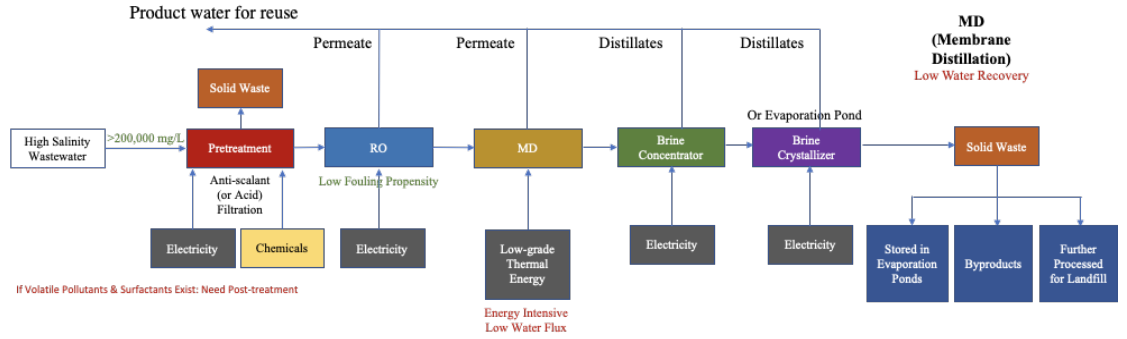 Product water for reuse
Permeate
Permeate
Distillates
Distillates
MD
(Membrane
Distillation)
Low Water Recovery
Solid Waste
Or Evaporation Pond
High Salinity
Wastewater
>200,000 mg/L
Pretreatment
RO
MD
Brine
Concentrator
Brine
Crystallizer
Solid Waste
Anti-scalant
(or Acid)
Filtration
Low Fouling Propensity
Electricity
Chemicals
Electricity
Low-grade
Thermal
Energy
Electricity
Electricity
Stored in
Evaporation
Ponds
Byproducts
Further
Processed
for Landfill
If Volatile Pollutants & Surfactants Exist: Need Post-treatment
Energy Intensive
Low Water Flux